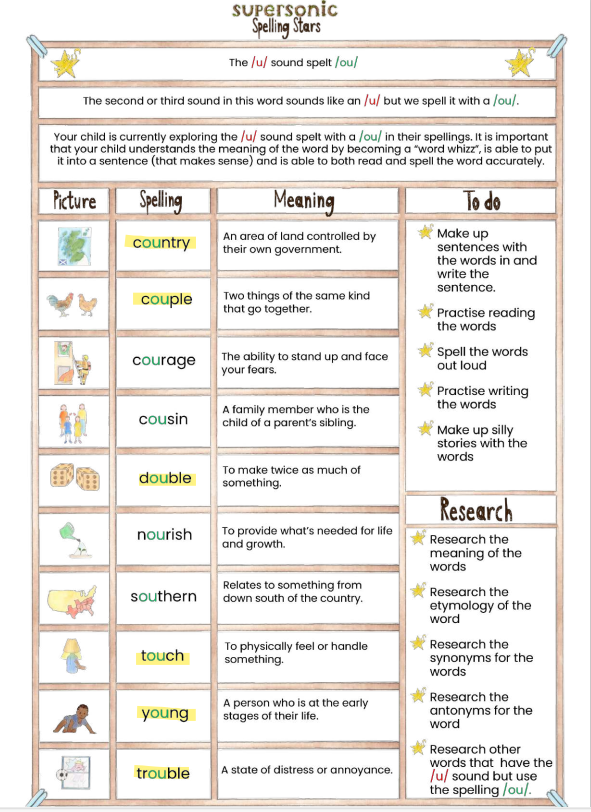 SUPERSONIC
Spelling Stars
The /u/ sound spelt /ou/
The second or third sound in this word sounds like an /u/ but we spell it with a /ou/.
Your child is currently exploring the /u/ sound spelt with a /ou/ in their spellings. It is important
that your child understands the meaning of the word by becoming a “word whizz”, is able to put
it into a sentence (that makes sense) and is able to both read and spell the word accurately.
Picture
Spelling
Meaning
country
An area of land controlled by
their own government.
couple
Two things of the same kind
that go together.
courage
The ability to stand up and face
your fears.
cousin
A family member who is the
child of a parent’s sibling.
double
To make twice as much of
something.
nourish
To provide what’s needed for life
and growth.
southern
Relates to something from
down south of the country.
touch
To physically feel or handle
something.
young
A person who is at the early
stages of their life.
trouble
A state of distress or annoyance.
To do
Make up
sentences with
the words in and
write the
sentence.
Practise reading
the words
Spell the words
out loud
Practise writing
the words
Make up silly
stories with the
words
Research
Research the
meaning of the
words
Research the
etymology of the
word
Research the
synonyms for the
words
Research the
antonyms for the
word
Research other
words that have the
/u/ sound but use
the spelling /ou/.